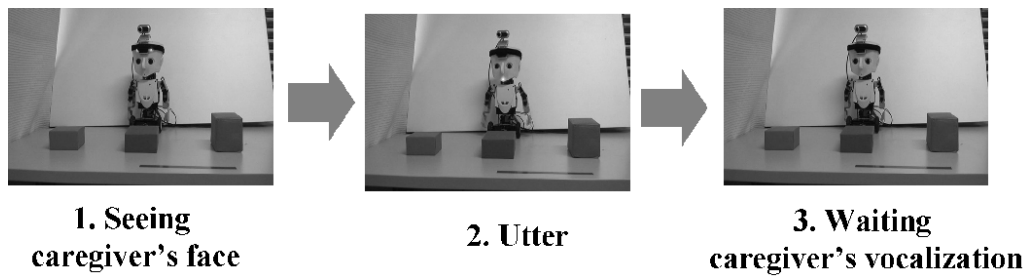 1. Seeing
caregiver's face
2. Utter
3. Waiting
caregiver's vocalization